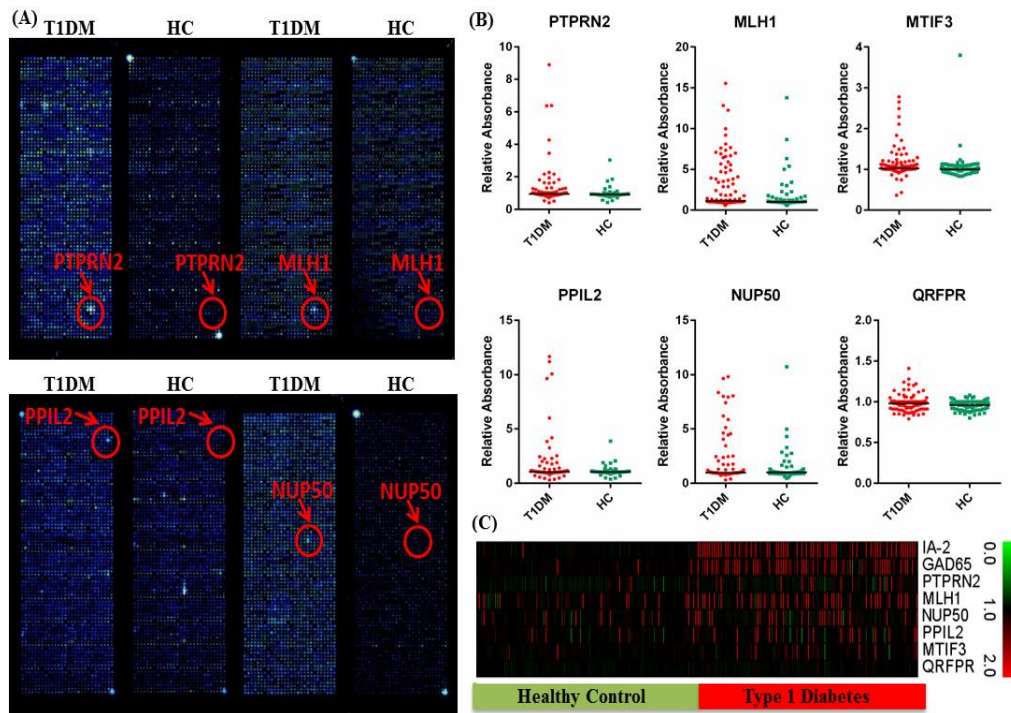 (A)
T1DM HC T1DM HC
PTPRN2 PTPRN2 MLH1 MLH1
T1DM HC T1DM HC
PPIL2 PPIL2
NUP50 NUP50
(B)
PTPRN2
Relative Absorbance
10
8
6
4
2
0
T1DM HC
MLH1
Relative Absorbance
20
15
10
5
0
T1DM HC
MTIF3
Relative Absorbance
4
3
2
1
0
T1DM HC
PPIL2
Relative Absorbance
15
10
5
0
T1DM HC
NUP50
Relative Absorbance
15
10
5
0
T1DM HC
QRFPR
Relative Absorbance
2.0
1.5
1.0
0.5
0.0
T1DM HC
(C)
IA-2
GAD65
PTPRN2
MLH1
NUP50
PPIL2
MTIF3
QRFPR
0.0
1.0
2.0
Healthy Control Type 1 Diabetes